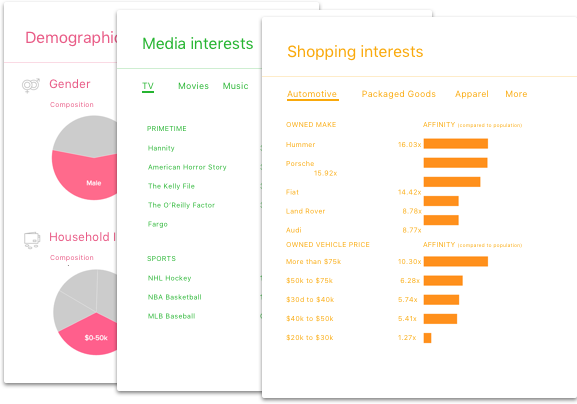 Demographic
Gender
Composition
Male
Household I
Composition
$0-50k
Media interests
TV Movies Music
PRIMETIME
Hannity
American Horror Story
The Kelly File
The O'Reilly Factor
Fargo
SPORTS
NHL Hockey
NBA Basketball
MLB Baseball
Shopping interests
Automotive Packaged Goods Apparel More
OWNED MAKE AFFINITY (compared to population)
Hummer 16.03x
Porsche
15.92x
Fiat 14.42x
Land Rover 8.78x
Audi 8.77x
OWNED VEHICLE PRICE AFFINITY (compared to population)
More than $75k 10.30x
$50k to $75k 6.28x
$30d to $40k 5.74x
$40k to $50k 5.41x
$20k to $30k 1.27x